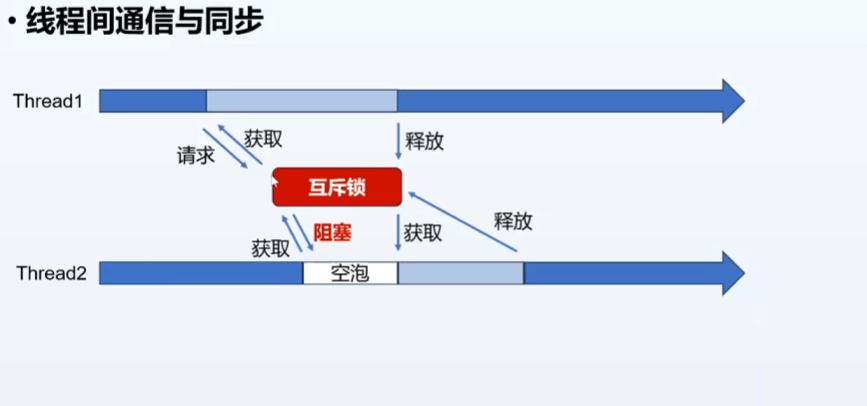 • 线程间通信与同步
Thread1
获取
请求
释放
互斥锁
阻塞
获取
获取
释放
Thread2
空泡